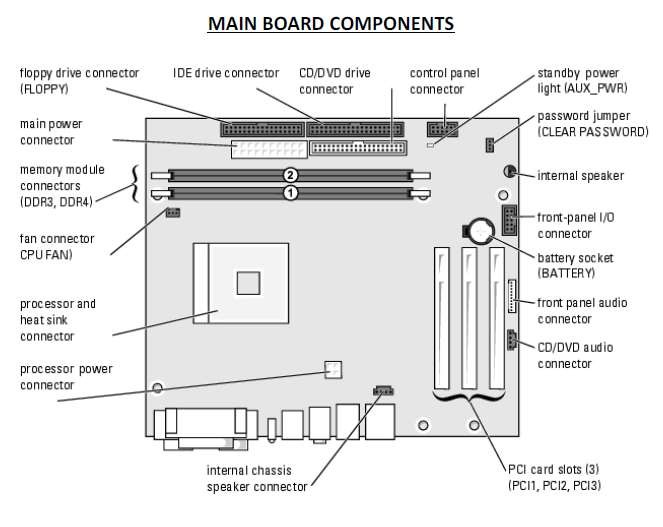 MAIN BOARD COMPONENTS
floppy drive connector
(FLOPPY)
IDE drive connector
CD/DVD drive
connector
control panel
connector
standby power
light (AUX_PWR)
main power
connector
password jumper
(CLEAR PASSWORD)
memory module
connectors
(DDR3, DDR4)
2
1
internal speaker
fan connector
CPU FAN)
front-panel I/O
connector
battery socket
(BATTERY)
processor and
heat sink
connector
front panel audio
connector
CD/DVD audio
connector
processor power
connector
internal chassis
speaker connector
PCI card slots (3)
(PCI1, PCI2, PCI3)